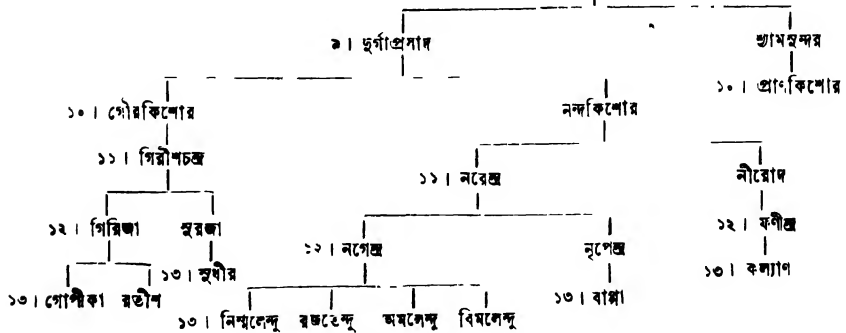 ৯। দুর্গাপ্রসাদ শ্যামসুন্দর
১০। গৌরকিশোর নন্দকিশোর ১০। প্রাণকিশোর
১১। গিরীশচন্দ্র ১১। নরেন্দ্র নীরোদ
১২। গিরিজা সুরজা ১২। নগেন্দ্র নৃপেন্দ্র ১২। ফণীন্দ্র
১৩। গোপীকা রতীশ ১৩। সুধীর ১৩। নির্ম্মলেন্দু রজতেন্দু অমলেন্দু বিমলেন্দু ১৩। বাপ্পা ১৩। কল্যাণ